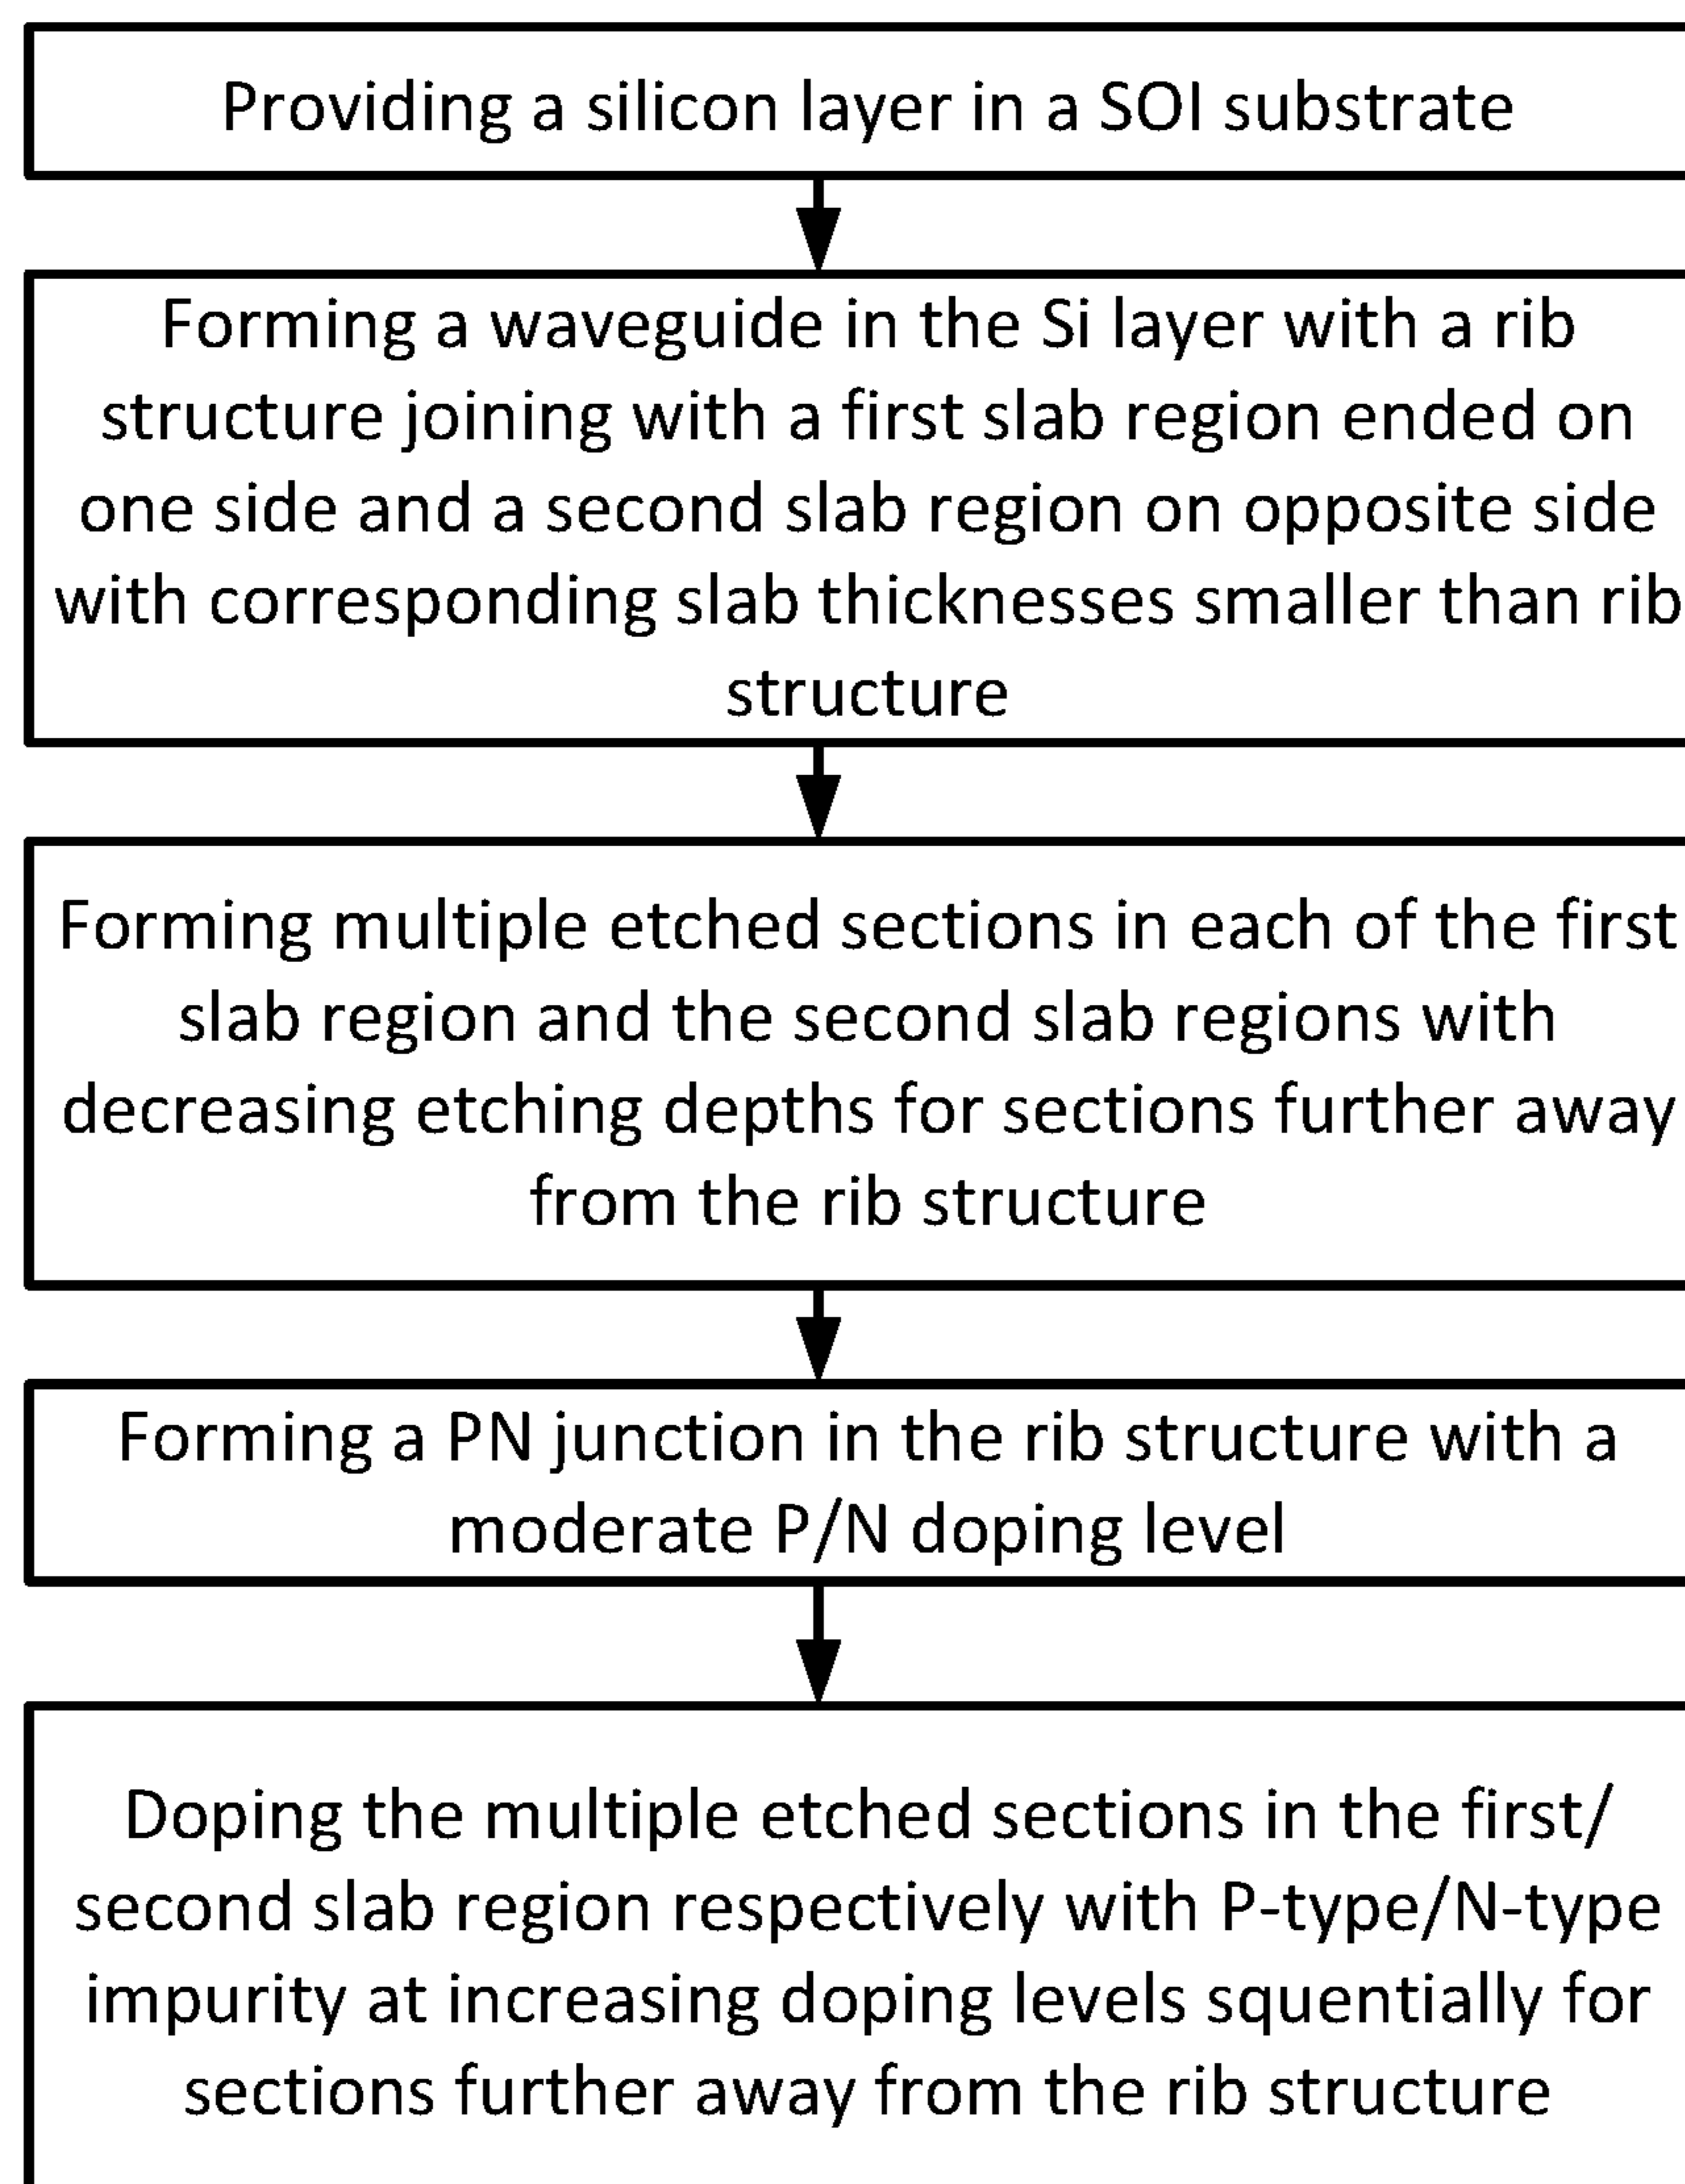 Providing a silicon layer in a SOI substrate
Forming a waveguide in the Si layer with a rib
structure joining with a first slab region ended on
one side and a second slab region on opposite side
with corresponding slab thicknesses smaller than rib
structure
Forming multiple etched sections in each of the first
slab region and the second slab regions with
decreasing etching depths for sections further away
from the rib structure
Forming a PN junction in the rib structure with a
moderate P/N doping level
Doping the multiple etched sections in the first/
second slab region respectively with P-type/N-type
impurity at increasing doping levels squentially for
sections further away from the rib structure